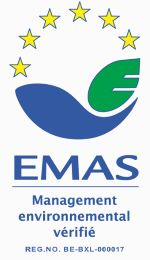 EMAS
Management
environnemental
vérifié
REG.NO. BE-BXL-000017